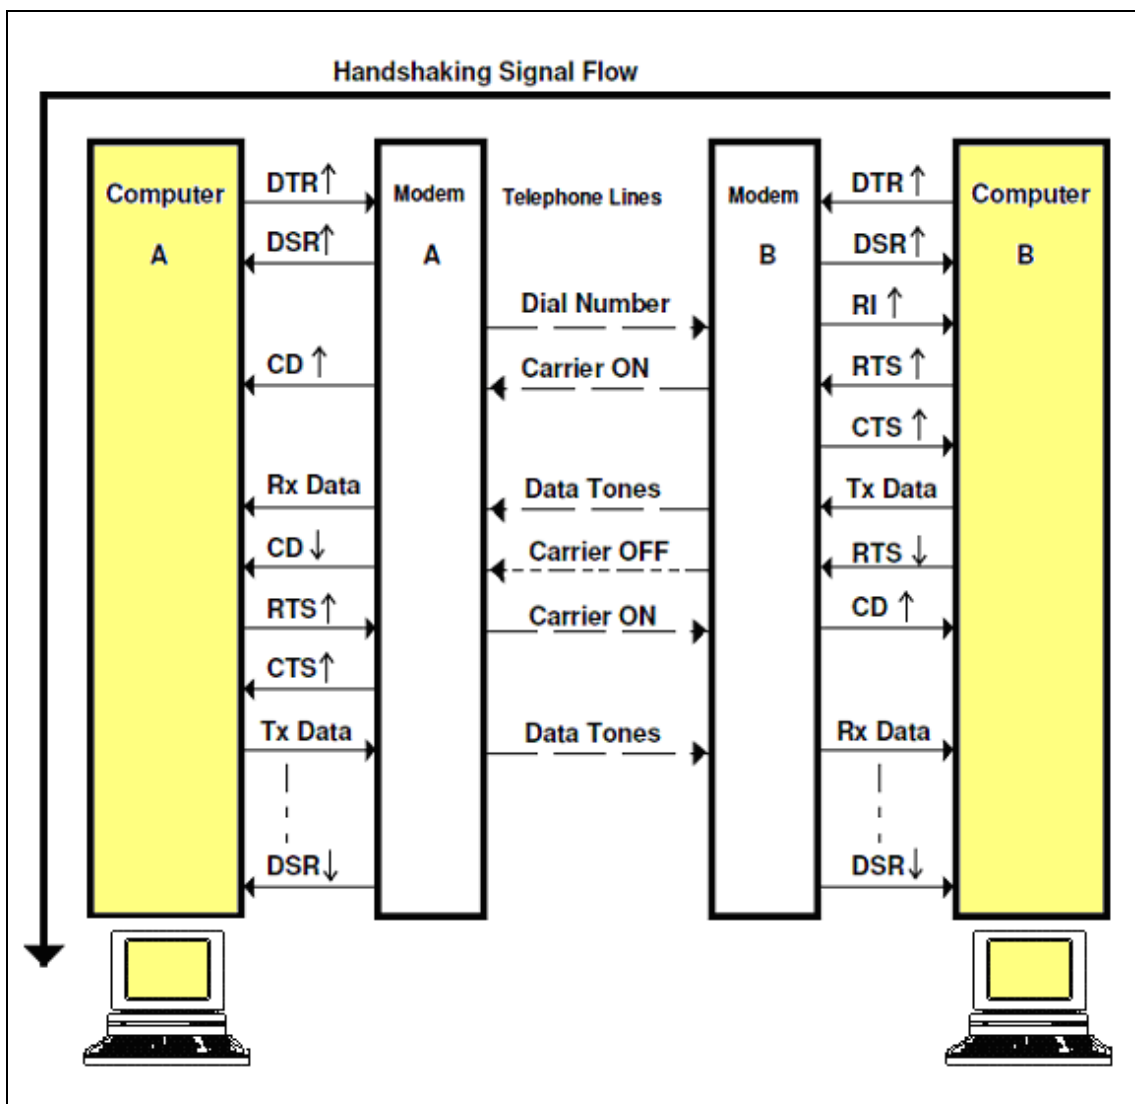 Handshaking Signal Flow
Computer
A
Modem
A
Telephone Lines
Modem
B
Computer
B
DTR↑
DTR↑
DSR↑
DSR↑
Dial Number
RI ↑
CD ↑
Carrier ON
RTS ↑
CTS ↑
Rx Data
Data Tones
Tx Data
CD ↓
Carrier OFF
RTS ↓
RTS↑
Carrier ON
CD ↑
CTS↑
Tx Data
Data Tones
Rx Data
DSR↓
DSR↓